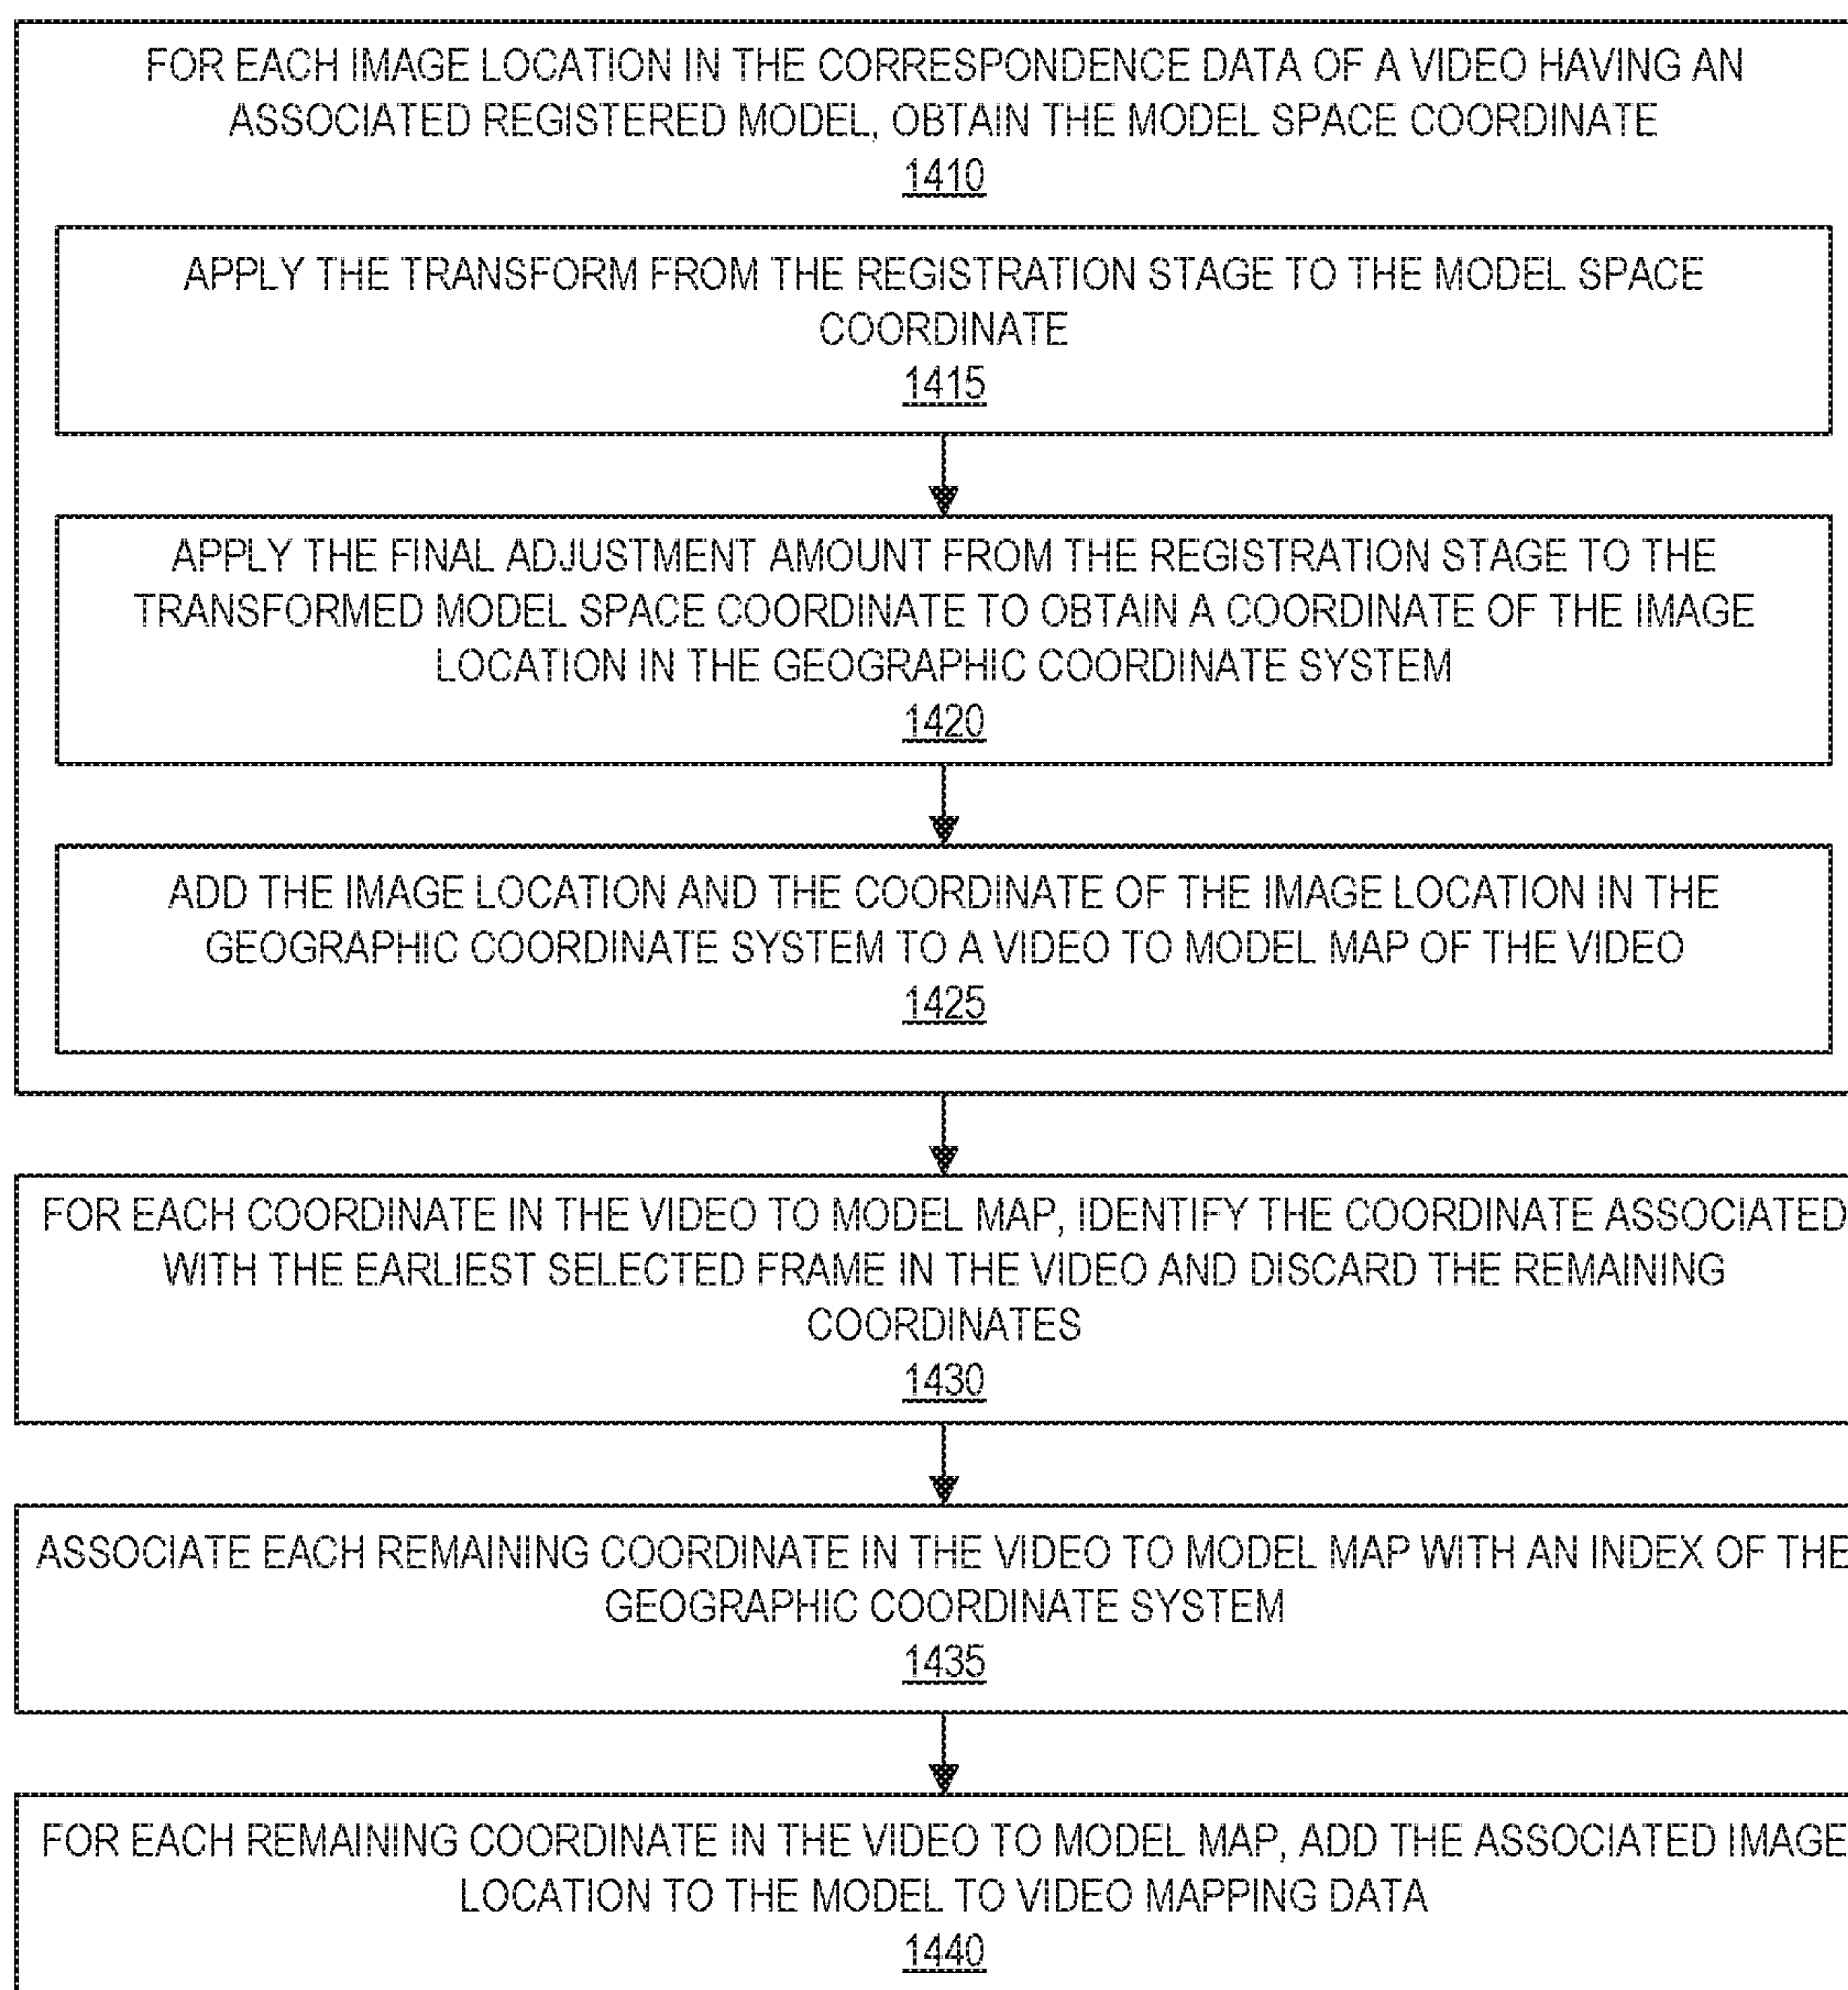 FOR EACH IMAGE LOCATION IN THE CORRESPONDENCE DATA OF A VIDEO HAVING AN
ASSOCIATED REGISTERED MODEL, OBTAIN THE MODEL SPACE COORDINATE
1410
APPLY THE TRANSFORM FROM THE REGISTRATION STAGE TO THE MODEL SPACE
COORDINATE
1415
APPLY THE FINAL ADJUSTMENT AMOUNT FROM THE REGISTRATION STAGE TO THE
TRANSFORMED MODEL SPACE COORDINATE TO OBTAIN A COORDINATE OF THE IMAGE
LOCATION IN THE GEOGRAPHIC COORDINATE SYSTEM
1420
ADD THE IMAGE LOCATION AND THE COORDINATE OF THE IMAGE LOCATION IN THE
GEOGRAPHIC COORDINATE SYSTEM TO A VIDEO TO MODEL MAP OF THE VIDEO
1425
FOR EACH COORDINATE IN THE VIDEO TO MODEL MAP, IDENTIFY THE COORDINATE ASSOCIATED
WITH THE EARLIEST SELECTED FRAME IN THE VIDEO AND DISCARD THE REMAINING
COORDINATES
1430
ASSOCIATE EACH REMAINING COORDINATE IN THE VIDEO TO MODEL MAP WITH AN INDEX OF THE
GEOGRAPHIC COORDINATE SYSTEM
1435
FOR EACH REMAINING COORDINATE IN THE VIDEO TO MODEL MAP, ADD THE ASSOCIATED IMAGE
LOCATION TO THE MODEL TO VIDEO MAPPING DATA
1440